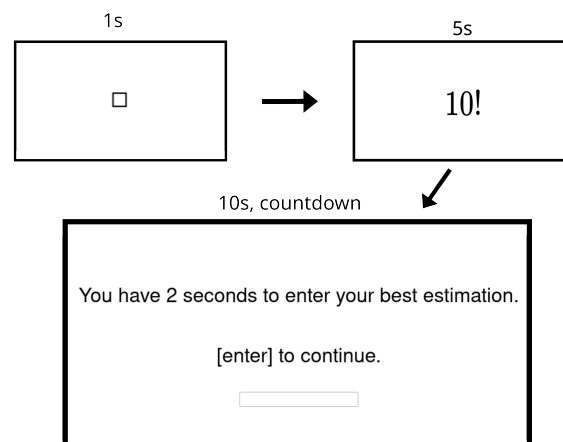 1s
5s
10!
10s, countdown
You have 2 seconds to enter your best estimation.
[enter] to continue.